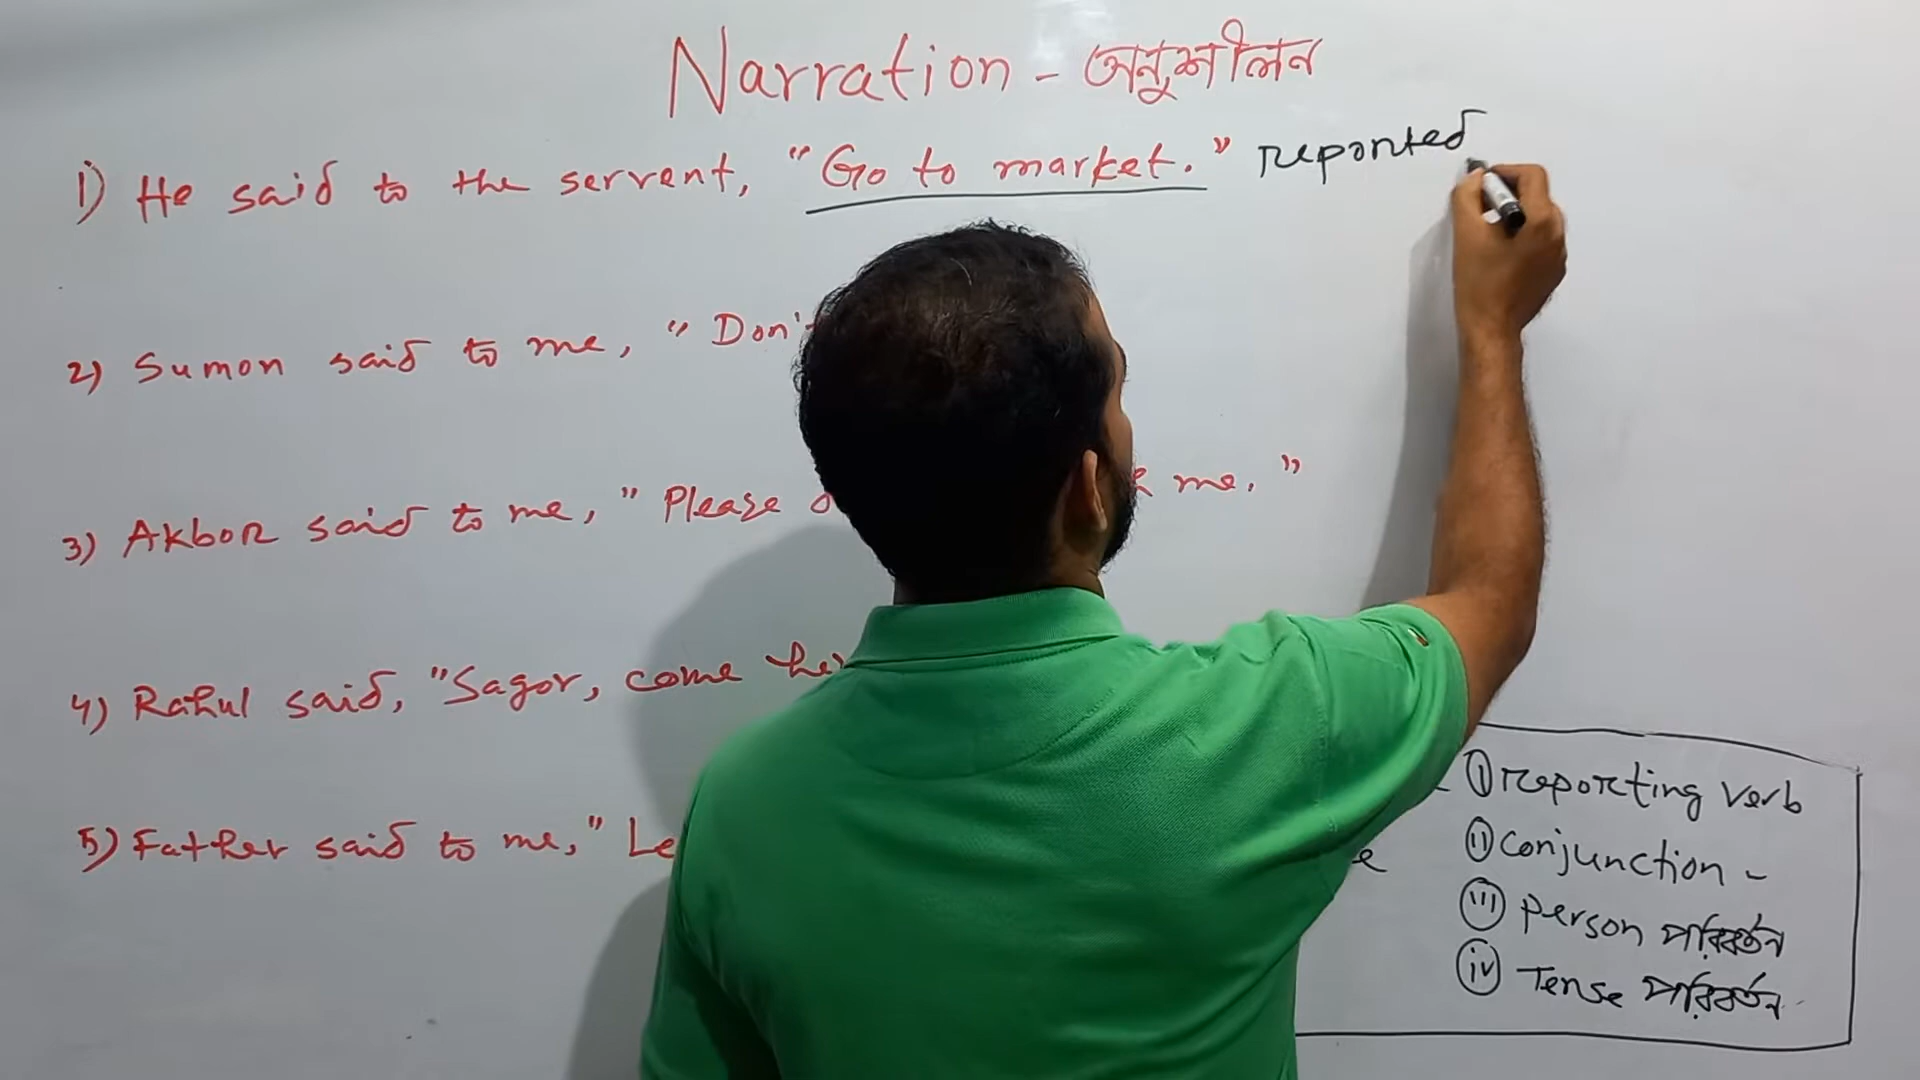 Narration - অনুশীলন
1) He said to the servent, "Go to market." reported
2) Sumon said to me, "Don't
3) Akbor said to me, "Please me."
4) Rahul said, "Sagor, come
5) Father said to me, "
i) reporting verb
ii) conjunction -
iii) person পরিবর্তন
iv) Tense পরিবর্তন